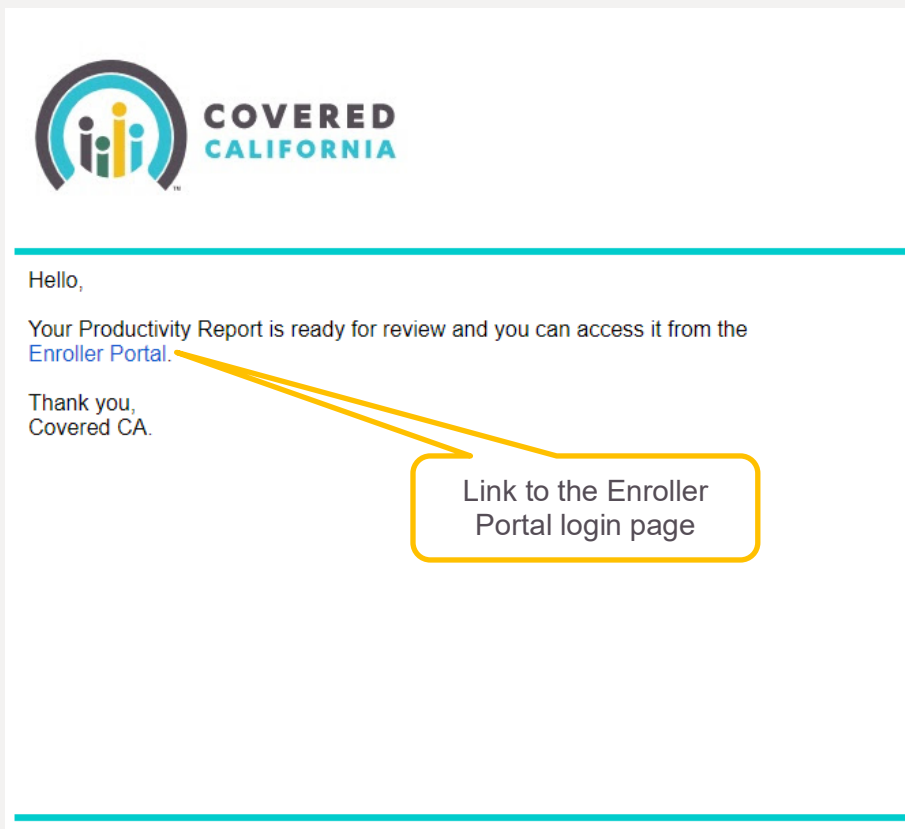 COVERED
CALIFORNIA
TM
Hello,
Your Productivity Report is ready for review and you can access it from the
Enroller Portal.
Thank you,
Covered CA.
Link to the Enroller
Portal login page